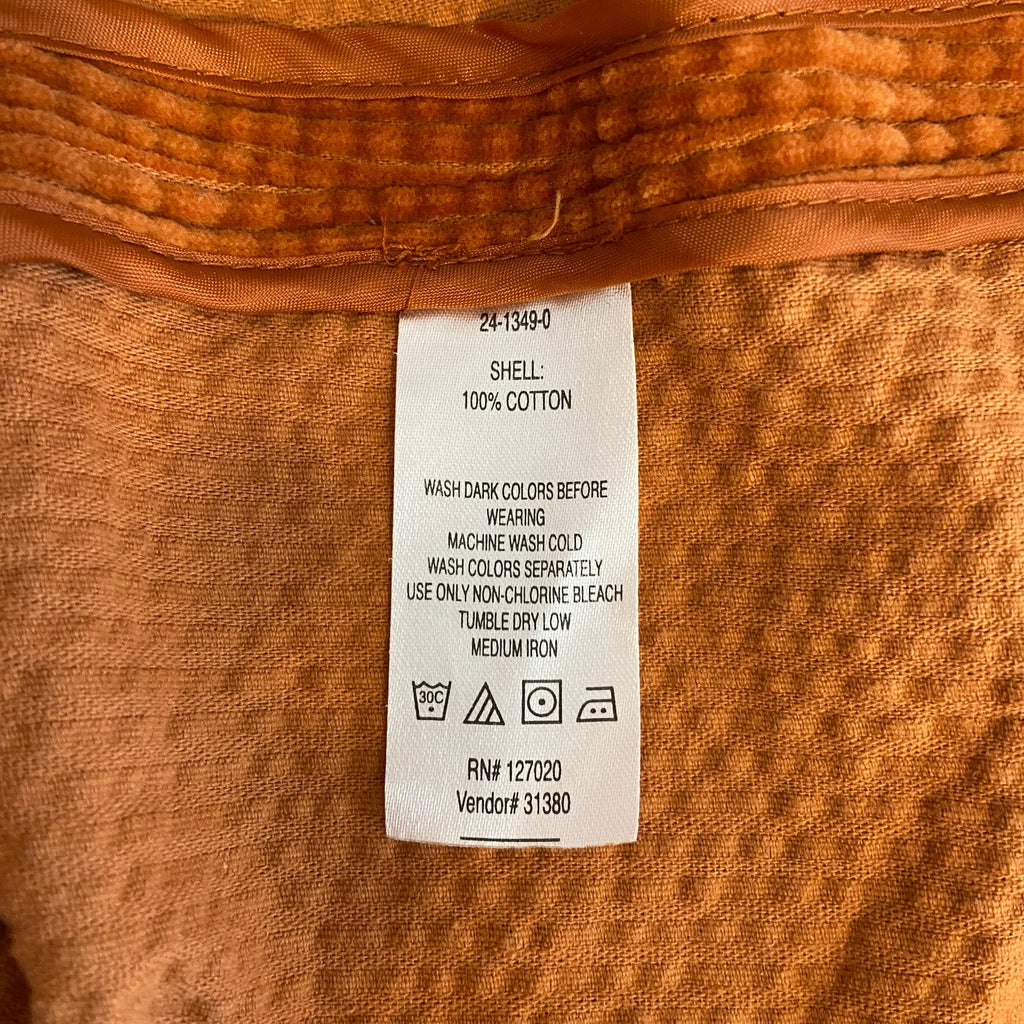 24-1349-0
SHELL:
100% COTTON
WASH DARK COLORS BEFORE
WEARING
MACHINE WASH COLD
WASH COLORS SEPARATELY
USE ONLY NON-CHLORINE BLEACH
TUMBLE DRY LOW
MEDIUM IRON
30C
RN# 127020
Vendor# 31380